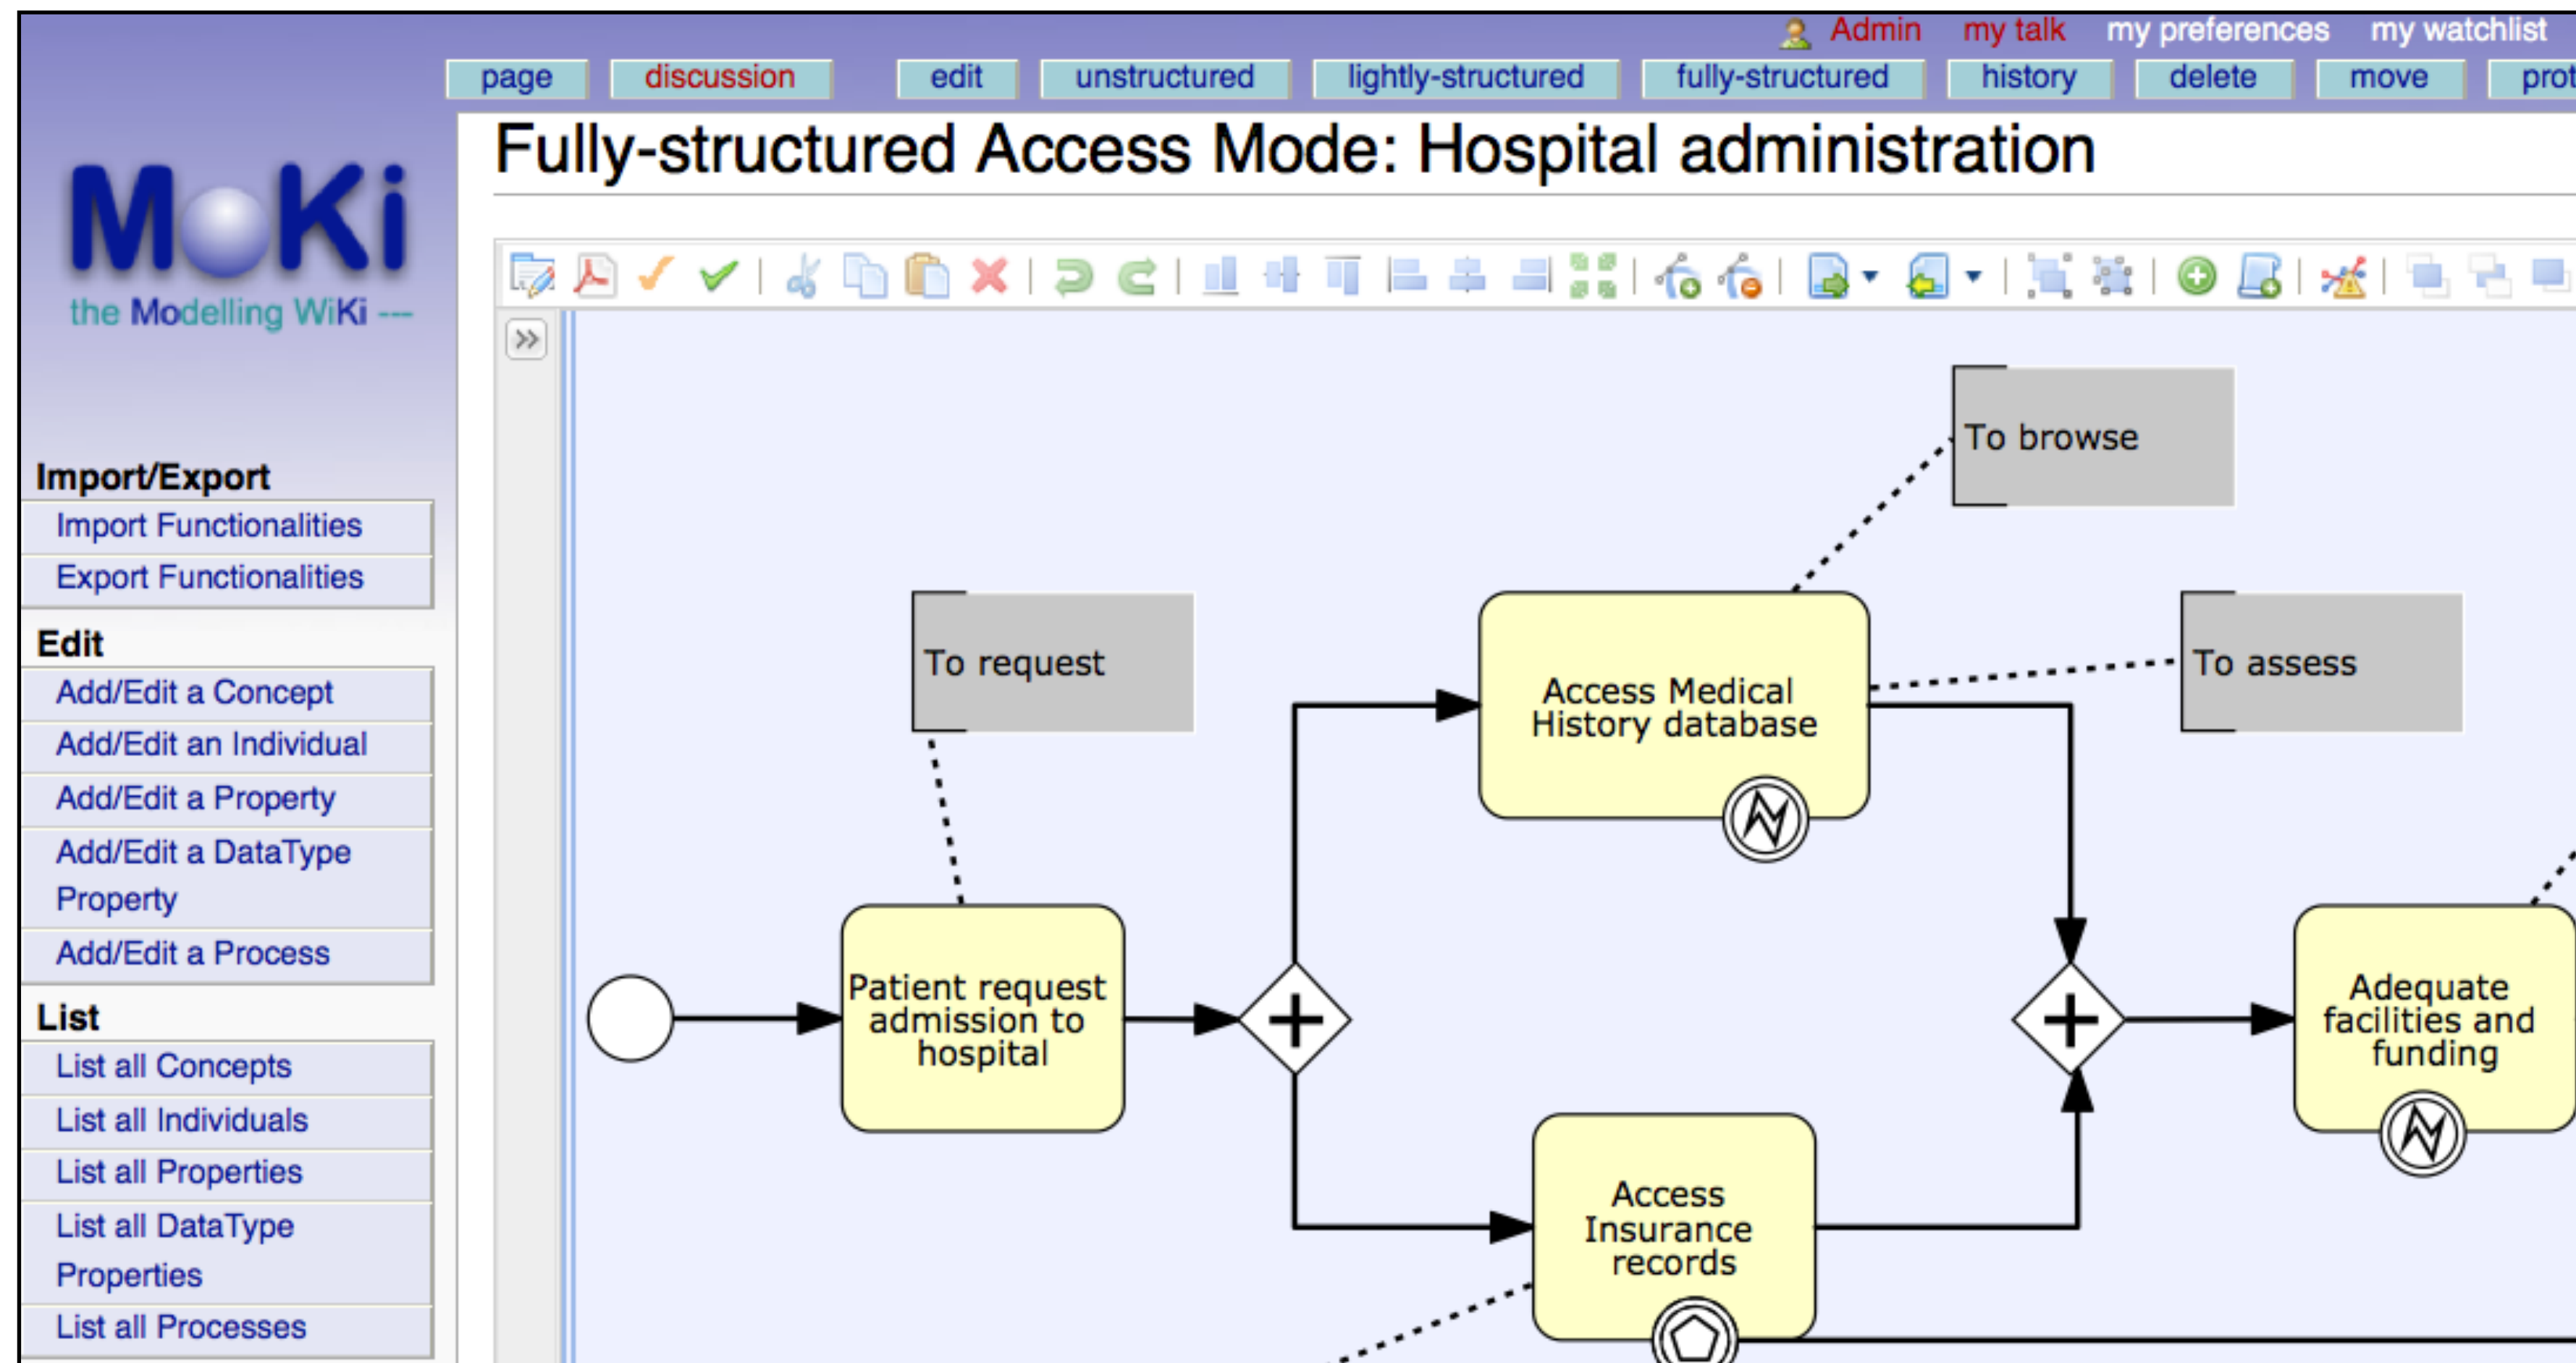 Admin my talk my preferences my watchlist
page discussion edit unstructured lightly-structured fully-structured history delete move prot
Fully-structured Access Mode: Hospital administration
MoKi
the Modelling WiKi ---
Import/Export
Import Functionalities
Export Functionalities
Edit
Add/Edit a Concept
Add/Edit an Individual
Add/Edit a Property
Add/Edit a DataType
Property
Add/Edit a Process
List
List all Concepts
List all Individuals
List all Properties
List all DataType
Properties
List all Processes
To browse
To request
To assess
Access Medical
History database
Patient request
admission to
hospital
Adequate
facilities and
funding
Access
Insurance
records